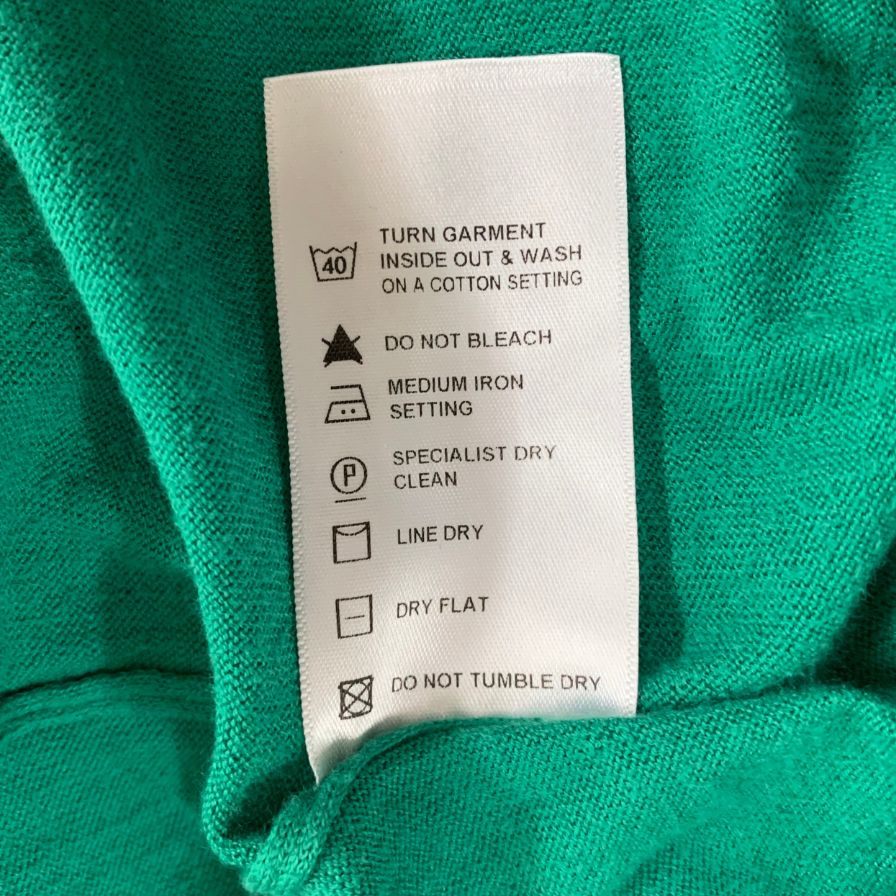 40 TURN GARMENT
INSIDE OUT & WASH
ON A COTTON SETTING
DO NOT BLEACH
MEDIUM IRON
SETTING
P SPECIALIST DRY
CLEAN
LINE DRY
DRY FLAT
DO NOT TUMBLE DRY